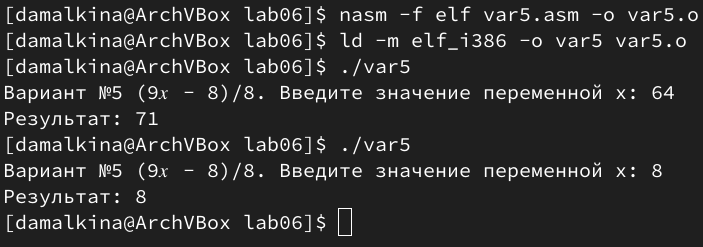 [damalkina@ArchVBox lab06]$ nasm -f elf var5.asm -o var5.o
[damalkina@ArchVBox lab06]$ ld -m elf_i386 -o var5 var5.o
[damalkina@ArchVBox lab06]$ ./var5
Вариант №5 (9𝑥 - 8)/8. Введите значение переменной x: 64
Результат: 71
[damalkina@ArchVBox lab06]$ ./var5
Вариант №5 (9𝑥 - 8)/8. Введите значение переменной x: 8
Результат: 8
[damalkina@ArchVBox lab06]$